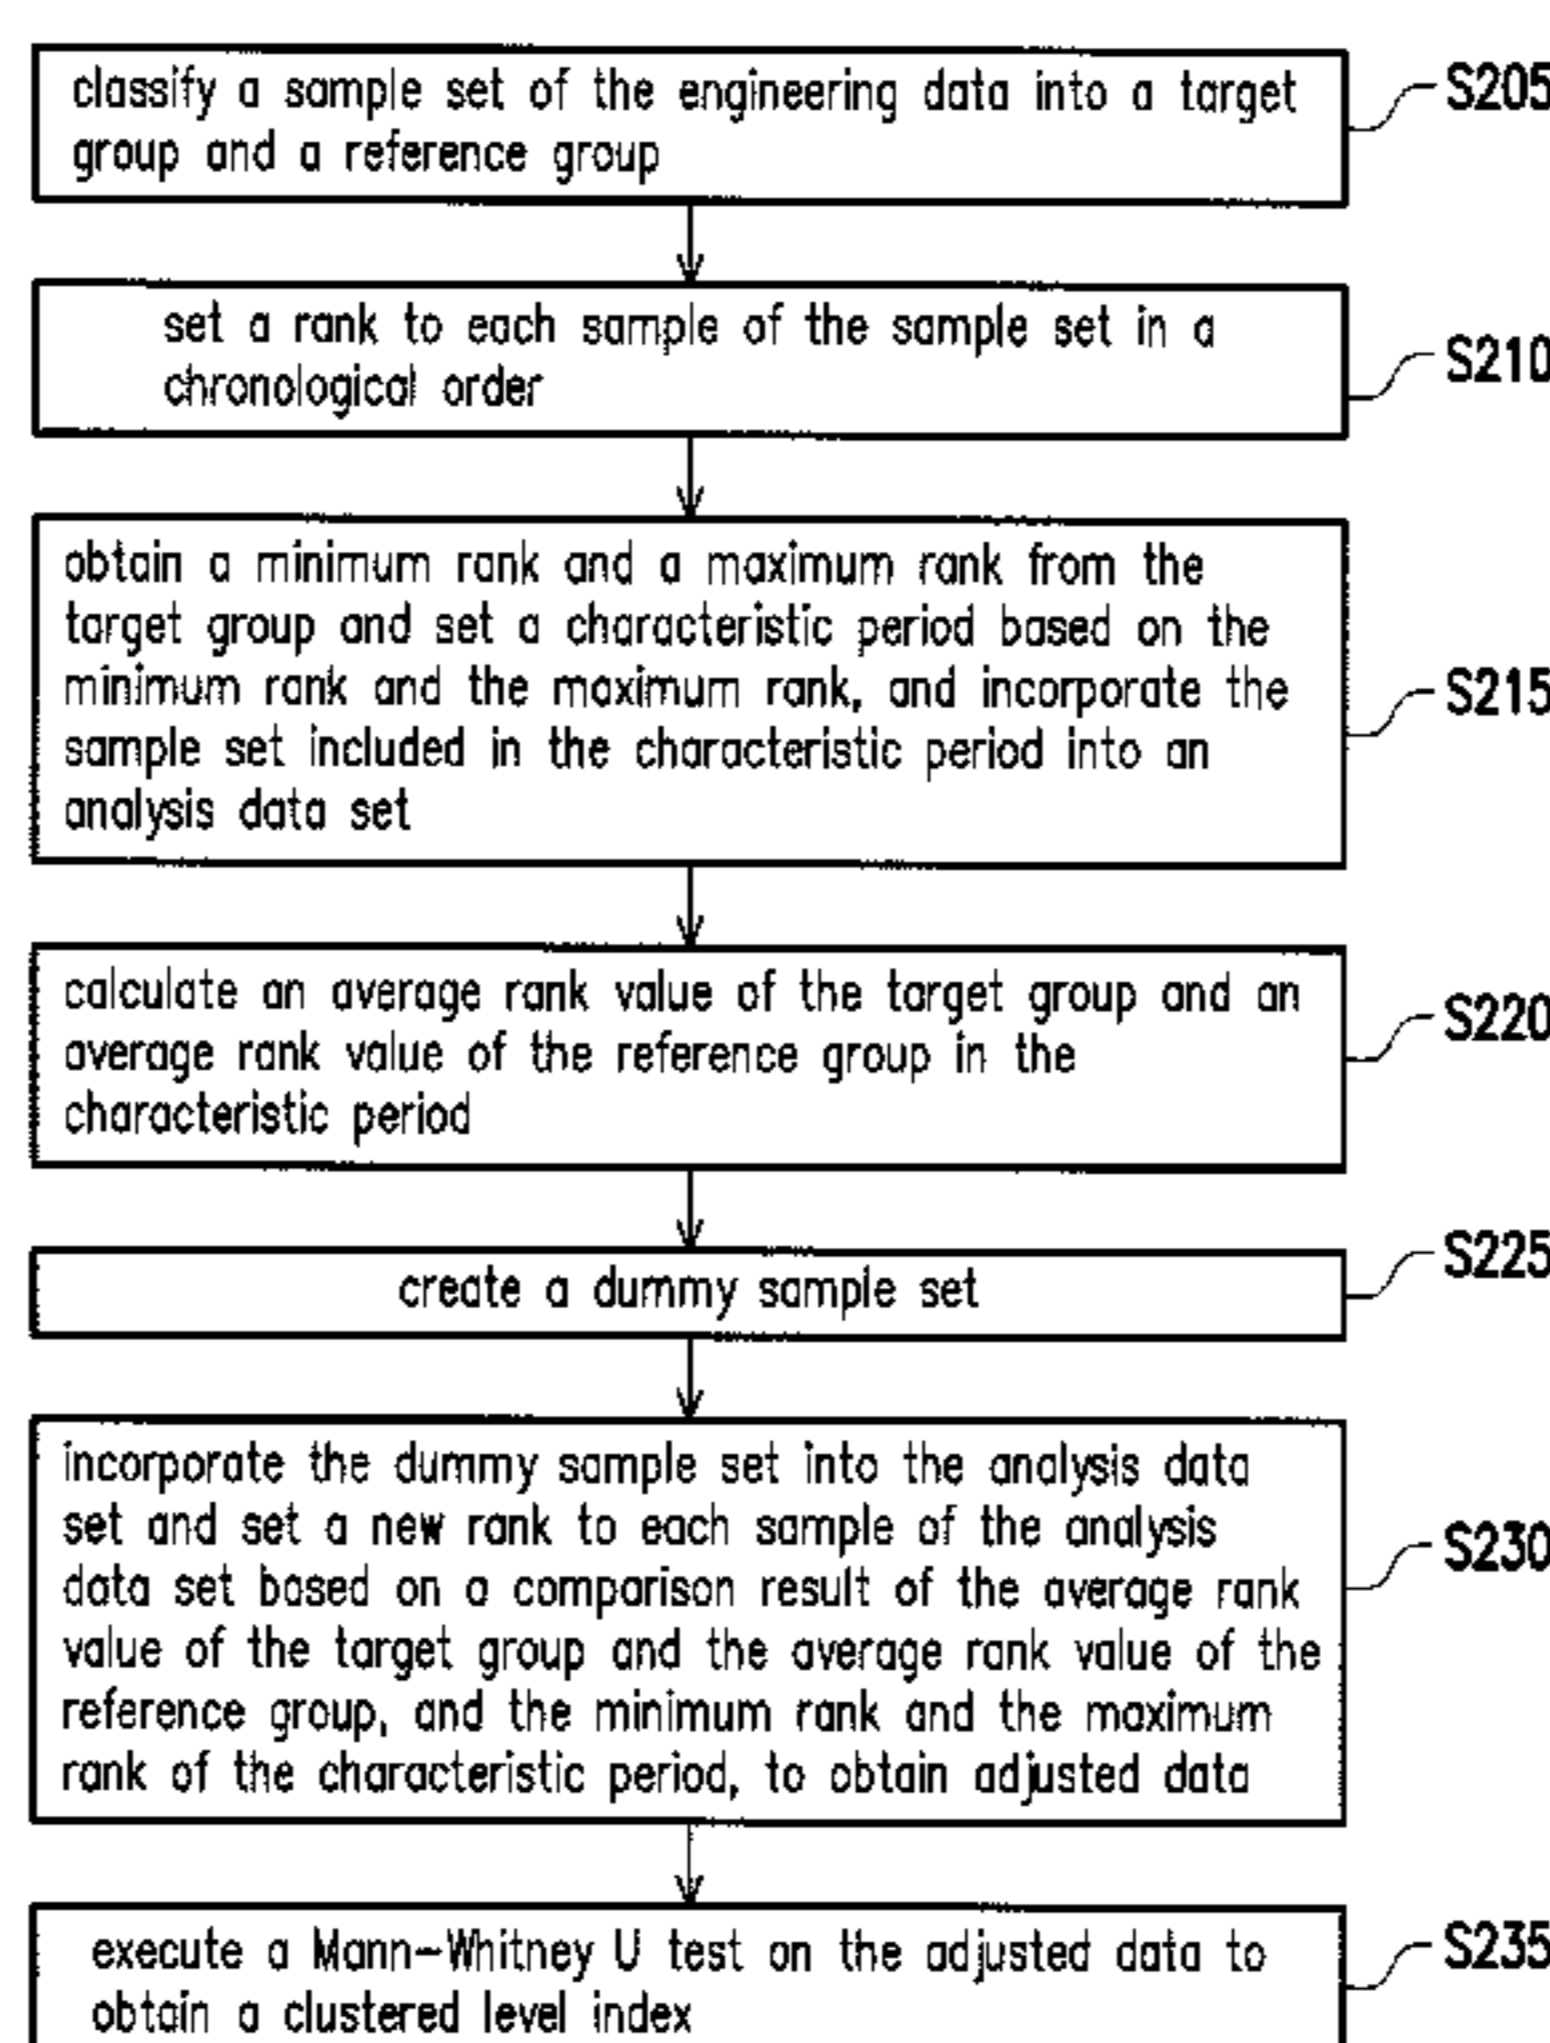 classify a sample set of the engineering data into a target
group and a reference group
S205
set a rank to each sample of the sample set in a
chronological order
S210
obtain a minimum rank and a maximum rank from the
target group and set a characteristic period based on the
minimum rank and the maximum rank, and incorporate the
sample set included in the characteristic period into an
analysis data set
S215
calculate an average rank value of the target group and an
average rank value of the reference group in the
characteristic period
S220
create a dummy sample set
S225
incorporate the dummy sample set into the analysis data
set and set a new rank to each sample of the analysis
data set based on a comparison result of the average rank
value of the target group and the average rank value of the
reference group, and the minimum rank and the maximum
rank of the characteristic period, to obtain adjusted data
S230
execute a Mann-Whitney U test on the adjusted data to
obtain a clustered level index
S235